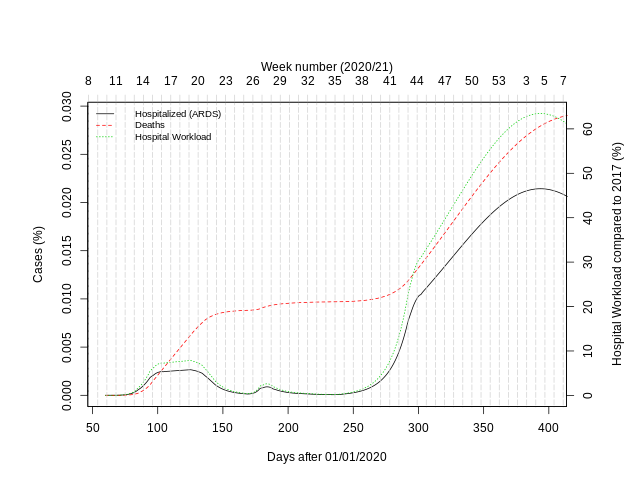 Week number (2020/21)
8 11 14 17 20 23 26 29 32 35 38 41 44 47 50 53 3 5 7
Hospitalized (ARDS)
Deaths
Hospital Workload
Cases (%)
0.000 0.005 0.010 0.015 0.020 0.025 0.030
Hospital Workload compared to 2017 (%)
0 10 20 30 40 50 60
50 100 150 200 250 300 350 400
Days after 01/01/2020